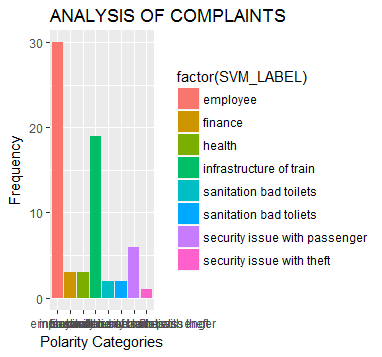 ANALYSIS OF COMPLAINTS
30
20
10
0
Frequency
Polarity Categories
factor(SVM_LABEL)
employee
finance
health
infrastructure of train
sanitation bad toilets
sanitation bad toliets
security issue with passenger
security issue with theft